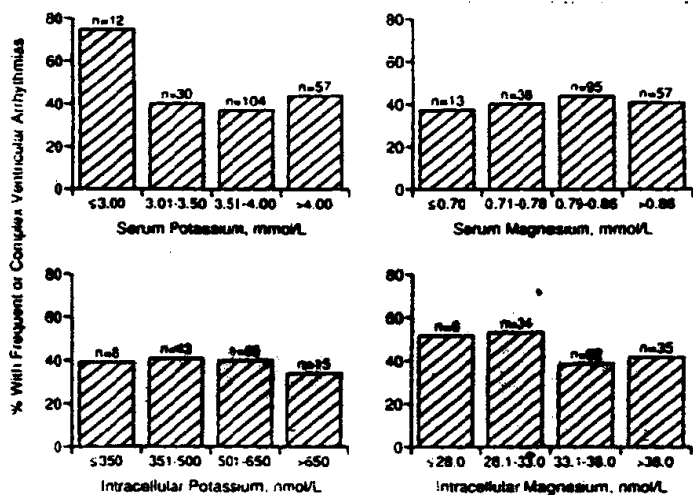 % With Frequent or Complex Ventricular Arrhythmias
80
60
40
20
0
n=12
n=30
n=104
n=57
≤3.00 3.01-3.50 3.51-4.00 >4.00
Serum Potassium, mmol/L
80
60
40
20
0
n=13
n=38
n=95
n=57
≤0.70 0.71-0.78 0.79-0.86 >0.86
Serum Magnesium, mmol/L
80
60
40
20
0
n=8
n=43
≤350 351-500 501-650 >650
Intracellular Potassium, nmol/L
80
60
40
20
0
n=34
n=35
28.1-33.0 33.1-38.0 >38.0
Intracellular Magnesium, nmol/L